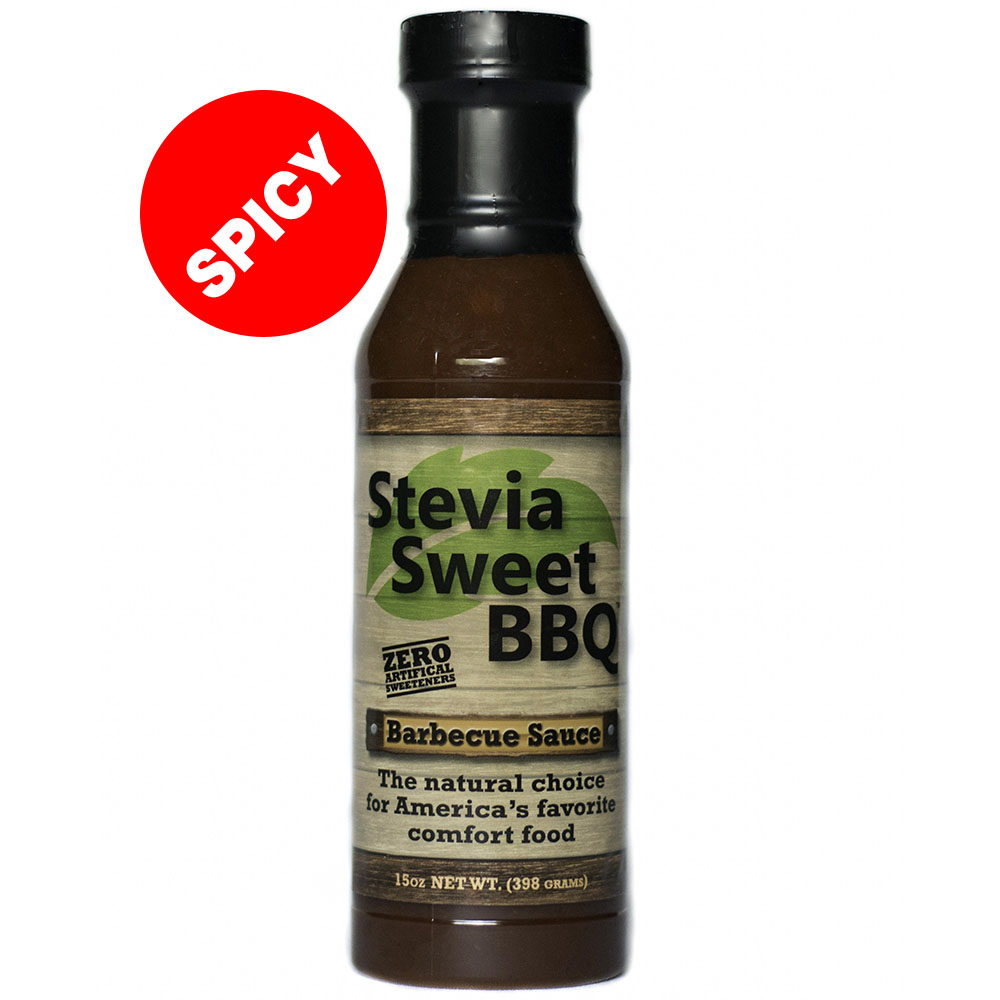 SPICY
Stevia
Sweet
BBQ™
ZERO
ARTIFICAL
SWEETENERS
Barbecue Sauce
The natural choice
for America's favorite
comfort food
15oz NET WT. (398 GRAMS)